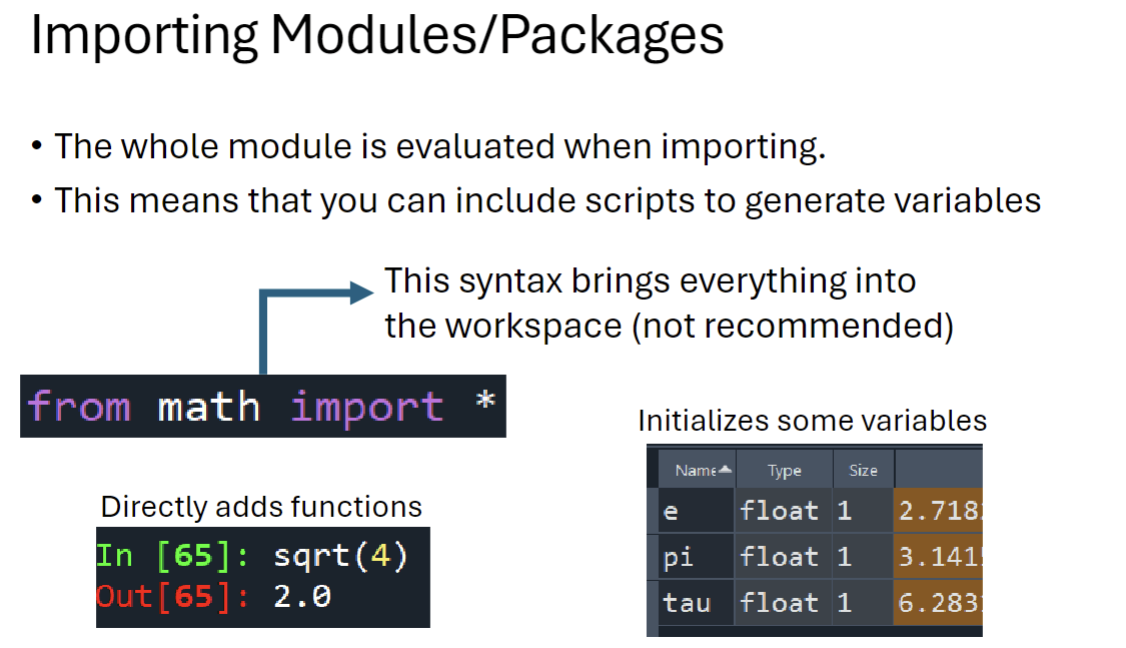 Importing Modules/Packages
• The whole module is evaluated when importing.
• This means that you can include scripts to generate variables
This syntax brings everything into
the workspace (not recommended)
from math import *
Directly adds functions
In [65]: sqrt(4)
Out[65]: 2.0
Initializes some variables
Name Type Size
e float 1 2.718
pi float 1 3.141
tau float 1 6.283